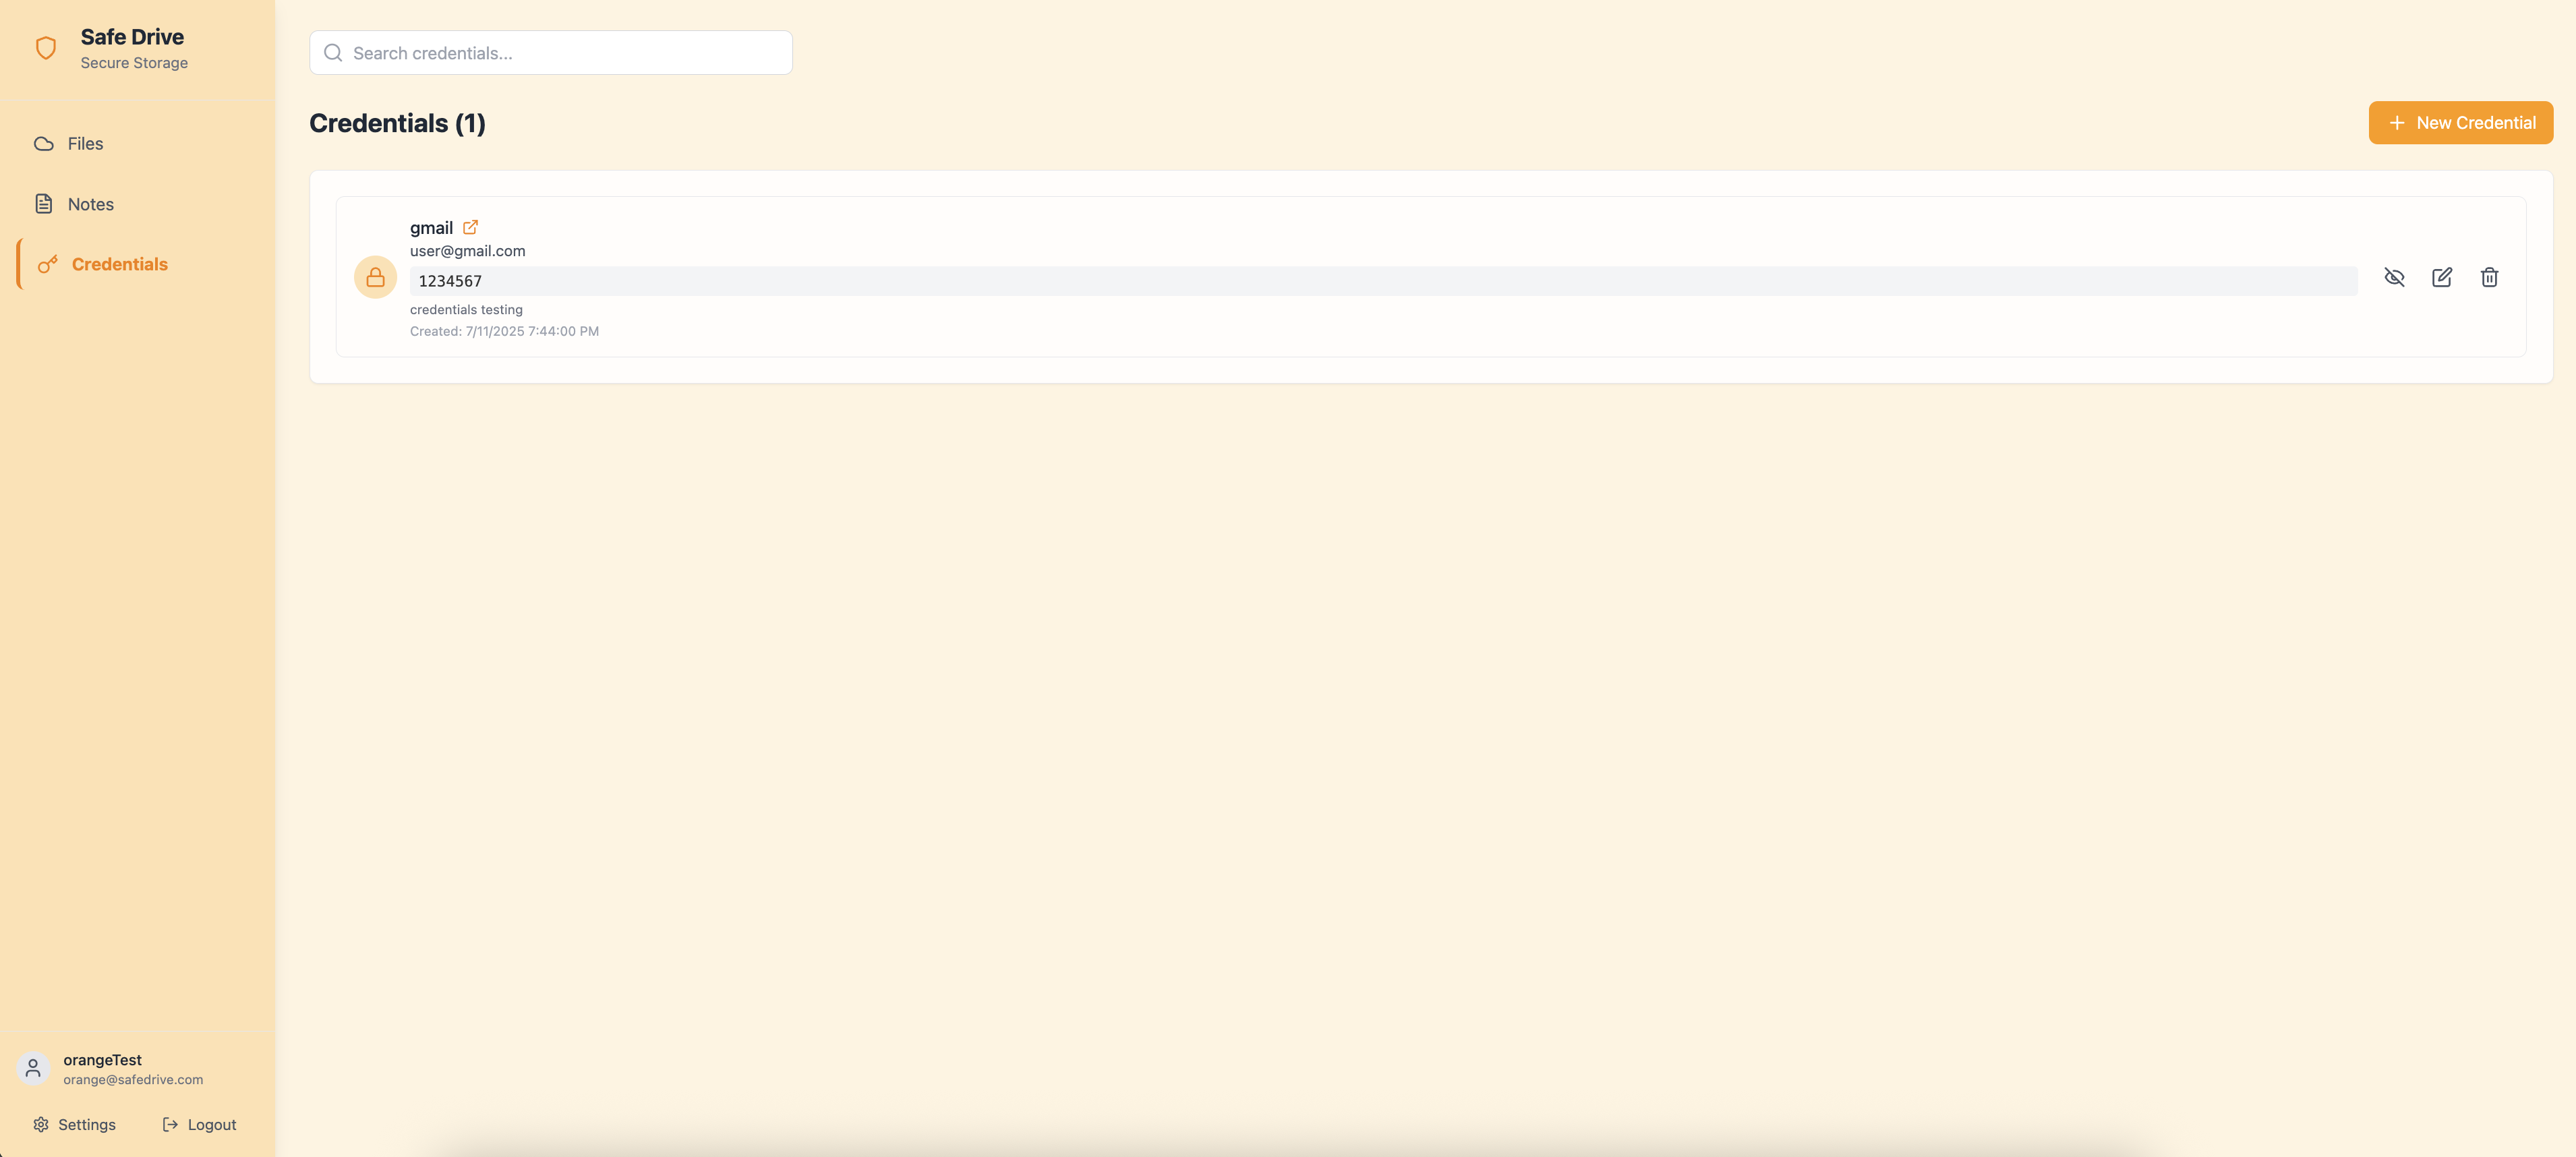 Safe Drive
Secure Storage
Files
Notes
Credentials
orangeTest
orange@safedrive.com
Settings
Logout
Search credentials...
Credentials (1)
New Credential
gmail
user@gmail.com
1234567
credentials testing
Created: 7/11/2025 7:44:00 PM